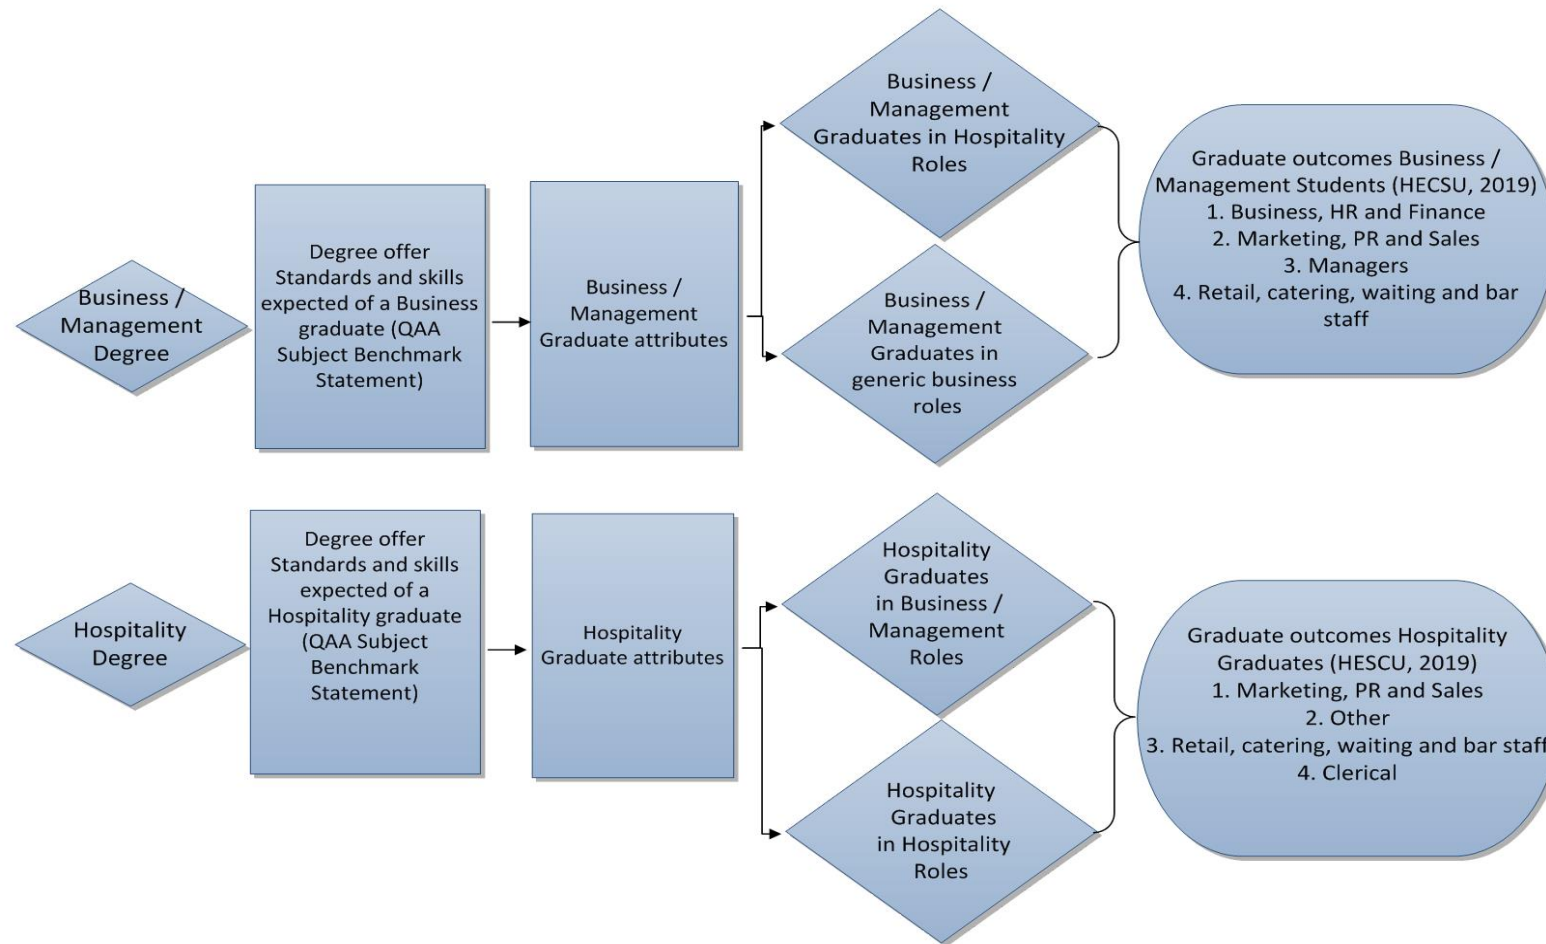 Business /
Management
Degree
Degree offer
Standards and skills
expected of a Business
graduate (QAA
Subject Benchmark
Statement)
Business /
Management
Graduate attributes
Business /
Management
Graduates in Hospitality
Roles
Business /
Management
Graduates in
generic business
roles
Graduate outcomes Business /
Management Students (HECSU, 2019)
1. Business, HR and Finance
2. Marketing, PR and Sales
3. Managers
4. Retail, catering, waiting and bar
staff
Hospitality
Degree
Degree offer
Standards and skills
expected of a
Hospitality graduate
(QAA Subject
Benchmark
Statement)
Hospitality
Graduate attributes
Hospitality
Graduates
in Business /
Management
Roles
Hospitality
Graduates
in Hospitality
Roles
Graduate outcomes Hospitality
Graduates (HESCU, 2019)
1. Marketing, PR and Sales
2. Other
3. Retail, catering, waiting and bar staff
4. Clerical